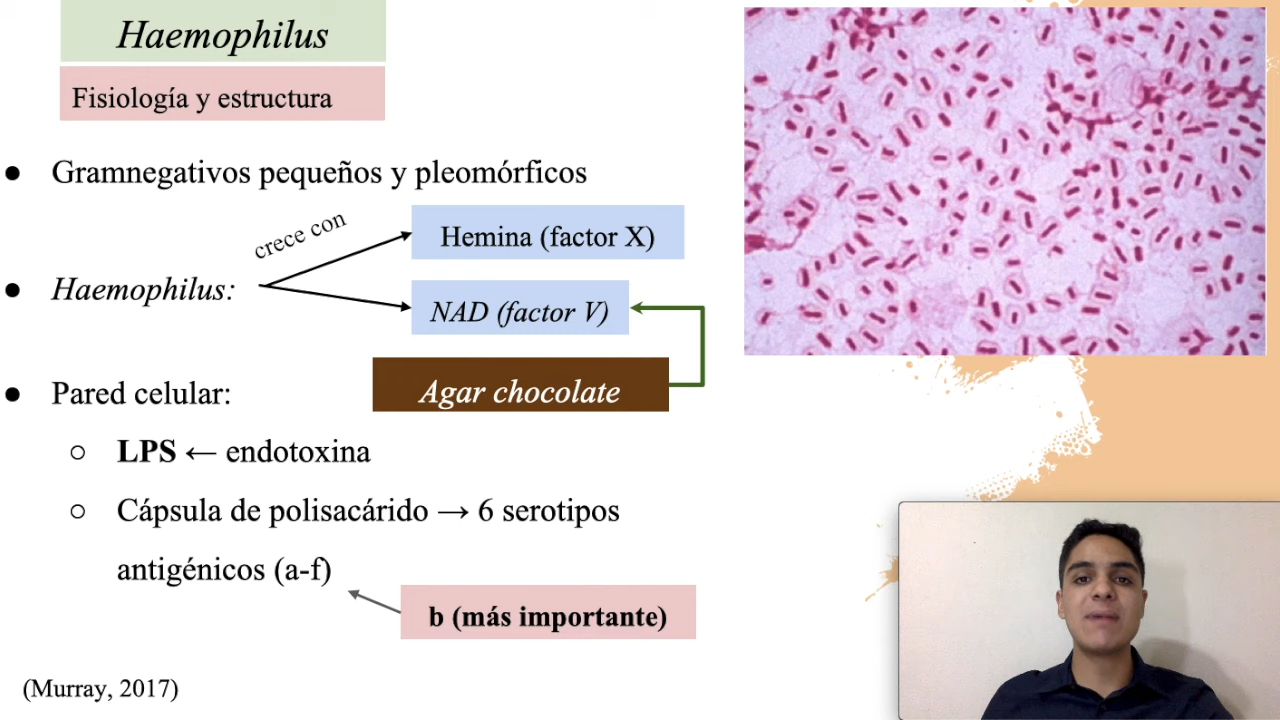 Haemophilus
Fisiología y estructura
● Gramnegativos pequeños y pleomórficos
crece con
Hemina (factor X)
● Haemophilus:
NAD (factor V)
Agar chocolate
● Pared celular:
○ LPS ← endotoxina
○ Cápsula de polisacárido → 6 serotipos
antigénicos (a-f)
b (más importante)
(Murray, 2017)